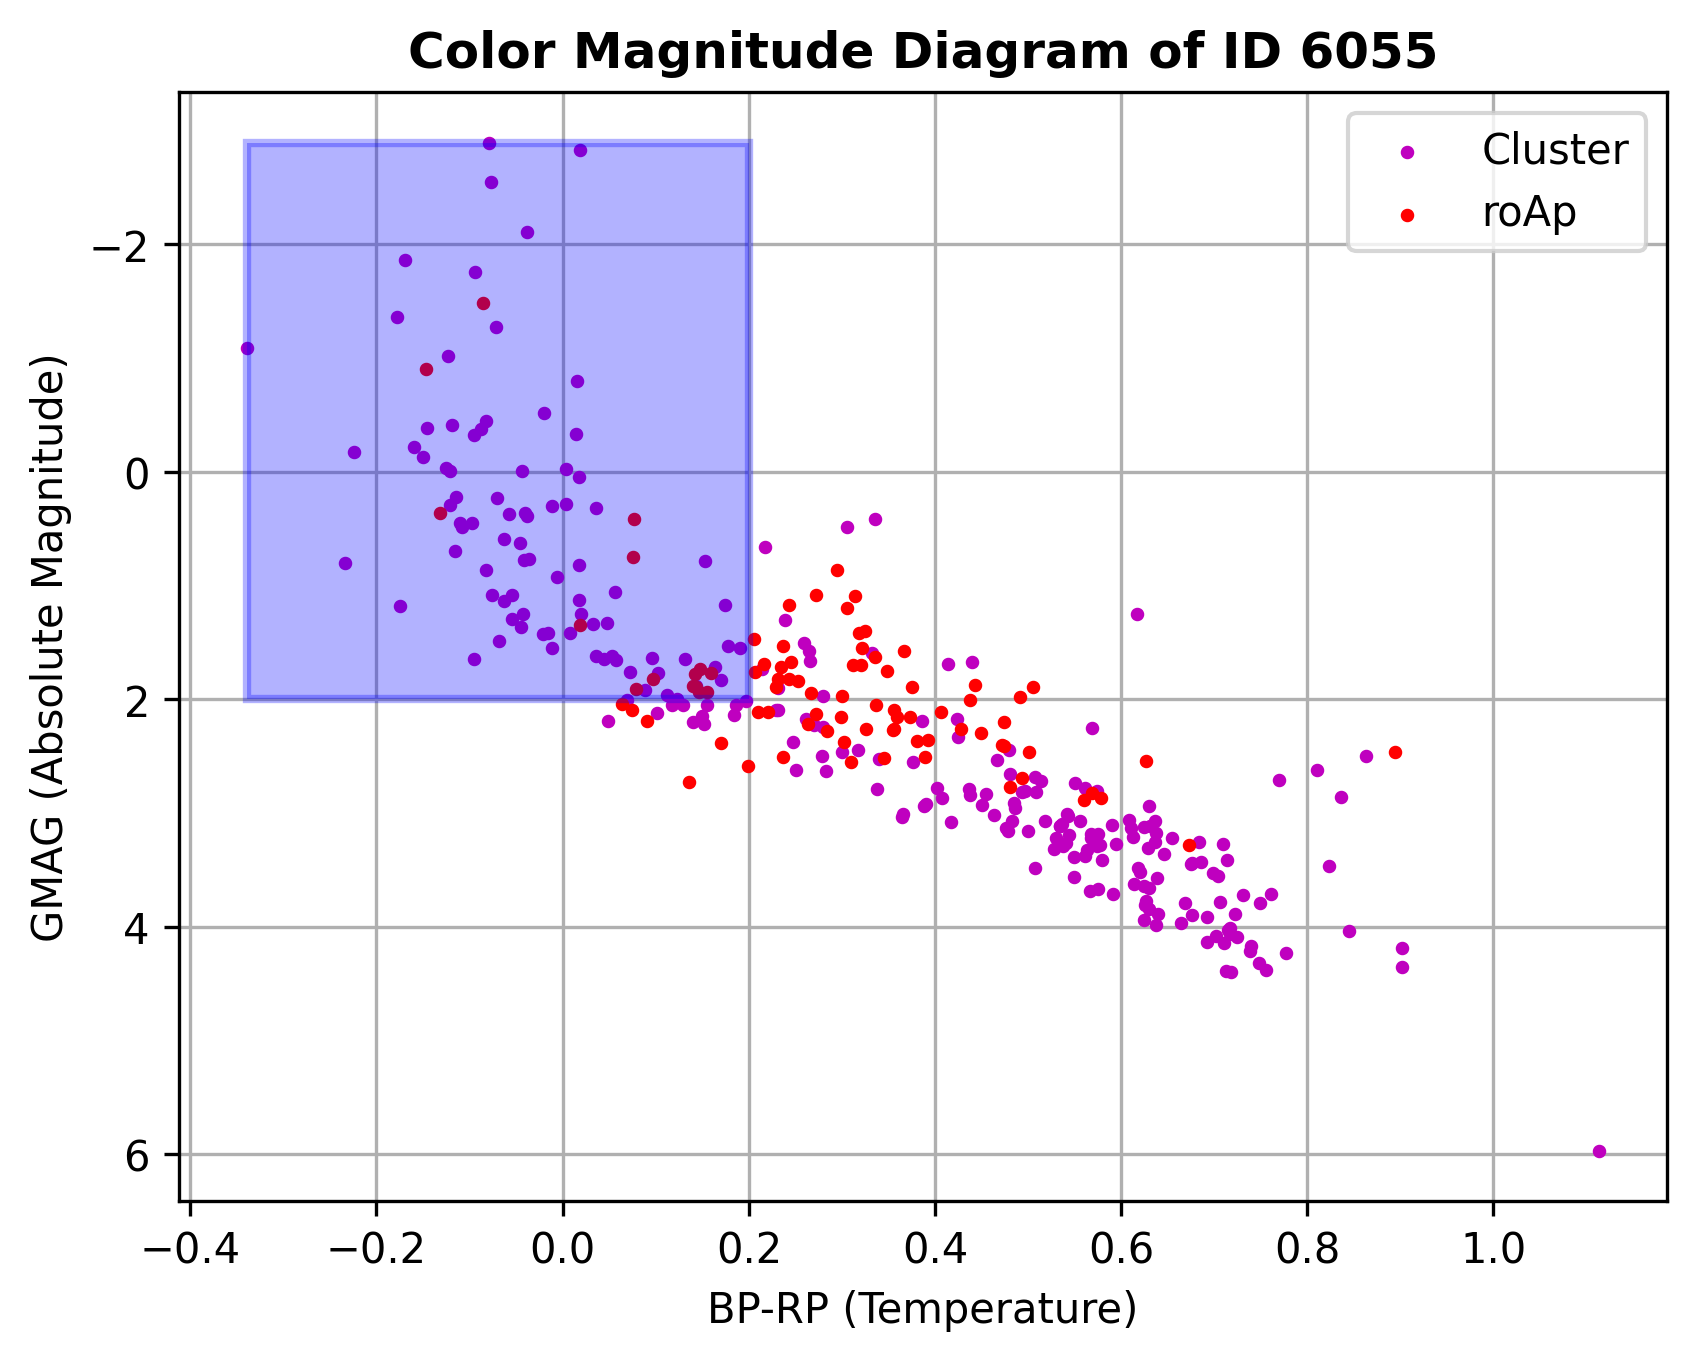 Color Magnitude Diagram of ID 6055
Cluster
roAp
GMAG (Absolute Magnitude)
−2
0
2
4
6
−0.4 −0.2 0.0 0.2 0.4 0.6 0.8 1.0
BP-RP (Temperature)